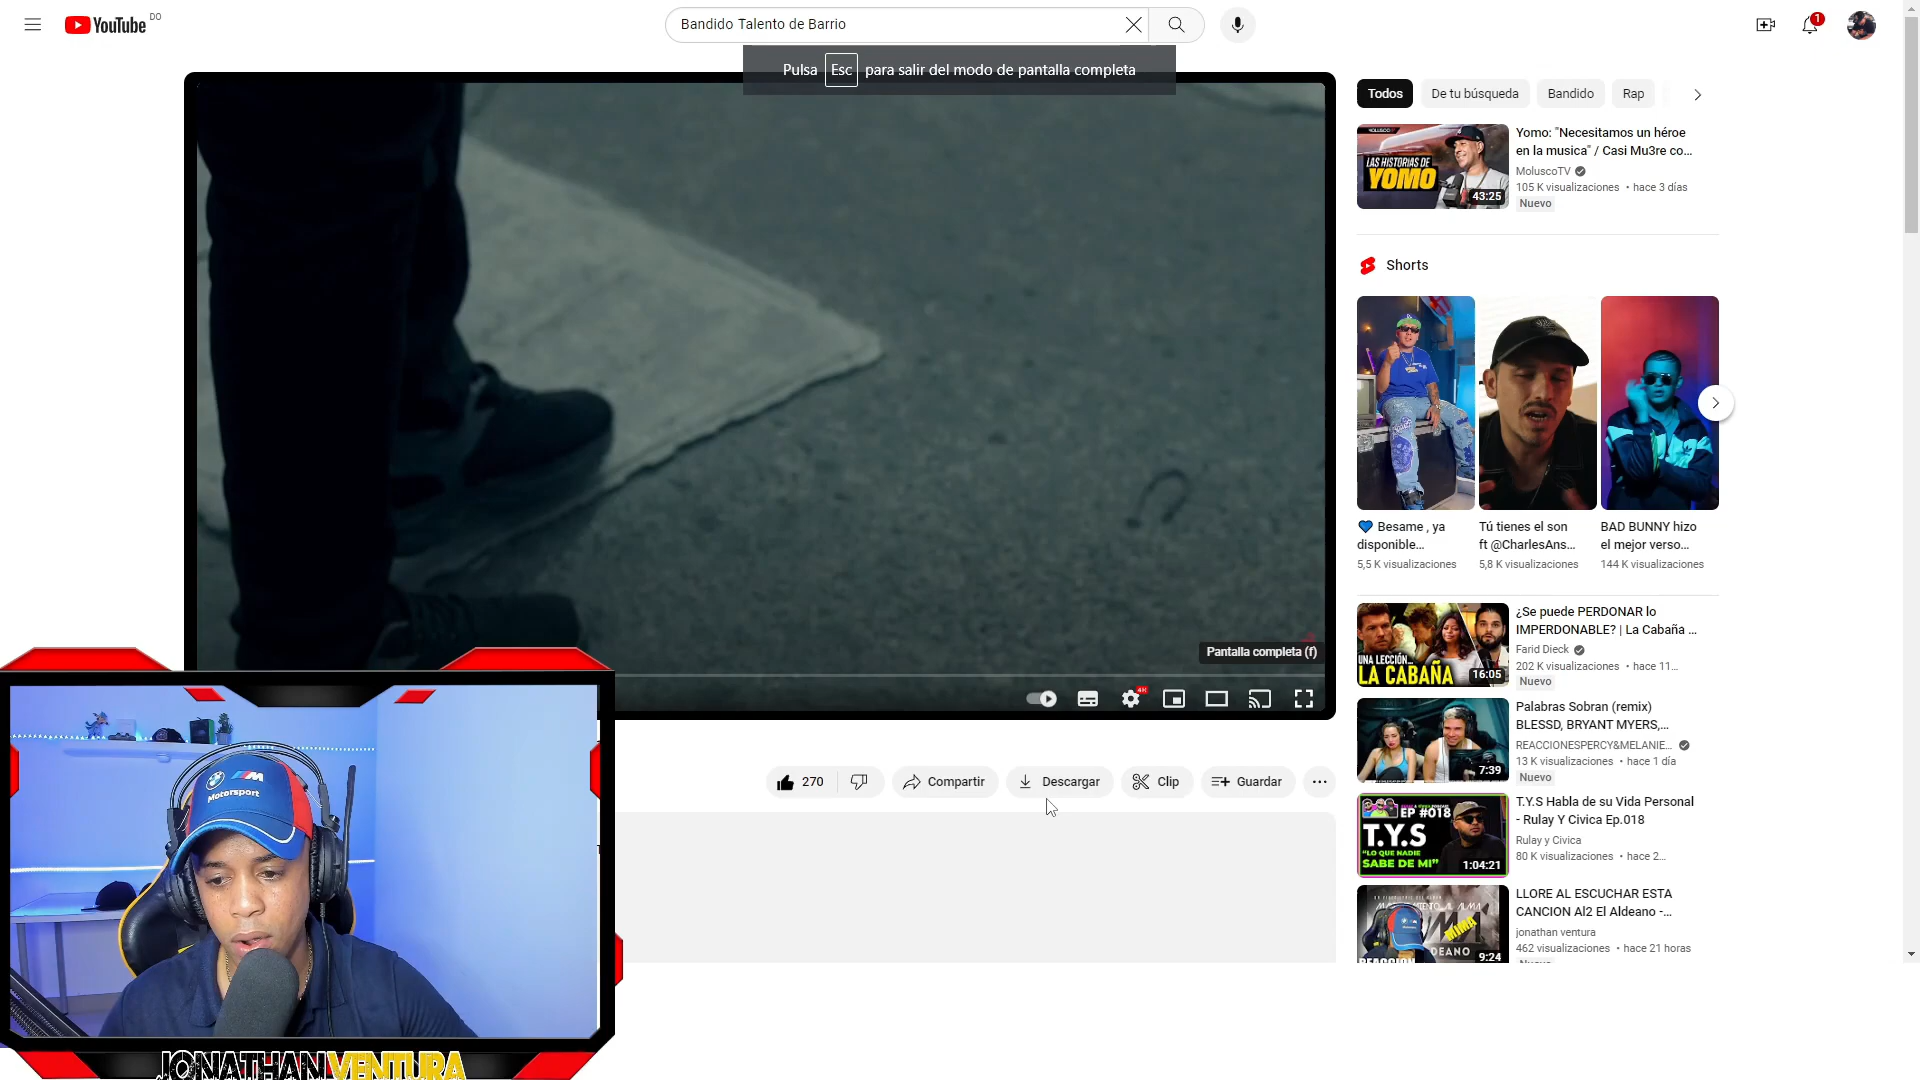 YouTube DO
Bandido Talento de Barrio
1
Pulsa Esc para salir del modo de pantalla completa
Todos
De tu búsqueda
Bandido
Rap
LAS HISTORIAS DE
YOMO
43:25
Yomo: "Necesitamos un héroe
en la musica" / Casi Mu3re co...
MoluscoTV
105 K visualizaciones • hace 3 días
Nuevo
Shorts
💙 Besame , ya
disponible...
5,5 K visualizaciones
Tú tienes el son
ft @CharlesAns...
5,8 K visualizaciones
BAD BUNNY hizo
el mejor verso...
144 K visualizaciones
UNA LECCIÓN...
LA CABAÑA
16:05
¿Se puede PERDONAR lo
IMPERDONABLE? | La Cabaña ...
Farid Dieck
202 K visualizaciones • hace 11...
Nuevo
7:39
Palabras Sobran (remix)
BLESSD, BRYANT MYERS,...
REACCIONESPERCY&MELANIE...
13 K visualizaciones • hace 1 día
Nuevo
EP #018
T.Y.S
"LO QUE NADIE
SABE DE MI"
1:04:21
T.Y.S Habla de su Vida Personal
- Rulay Y Civica Ep.018
Rulay y Civica
80 K visualizaciones • hace 2...
9:24
LLORE AL ESCUCHAR ESTA
CANCION Al2 El Aldeano -...
jonathan ventura
462 visualizaciones • hace 21 horas
Pantalla completa (f)
270
Compartir
Descargar
Clip
Guardar
M
Motorsport
JONATHANVENTURA